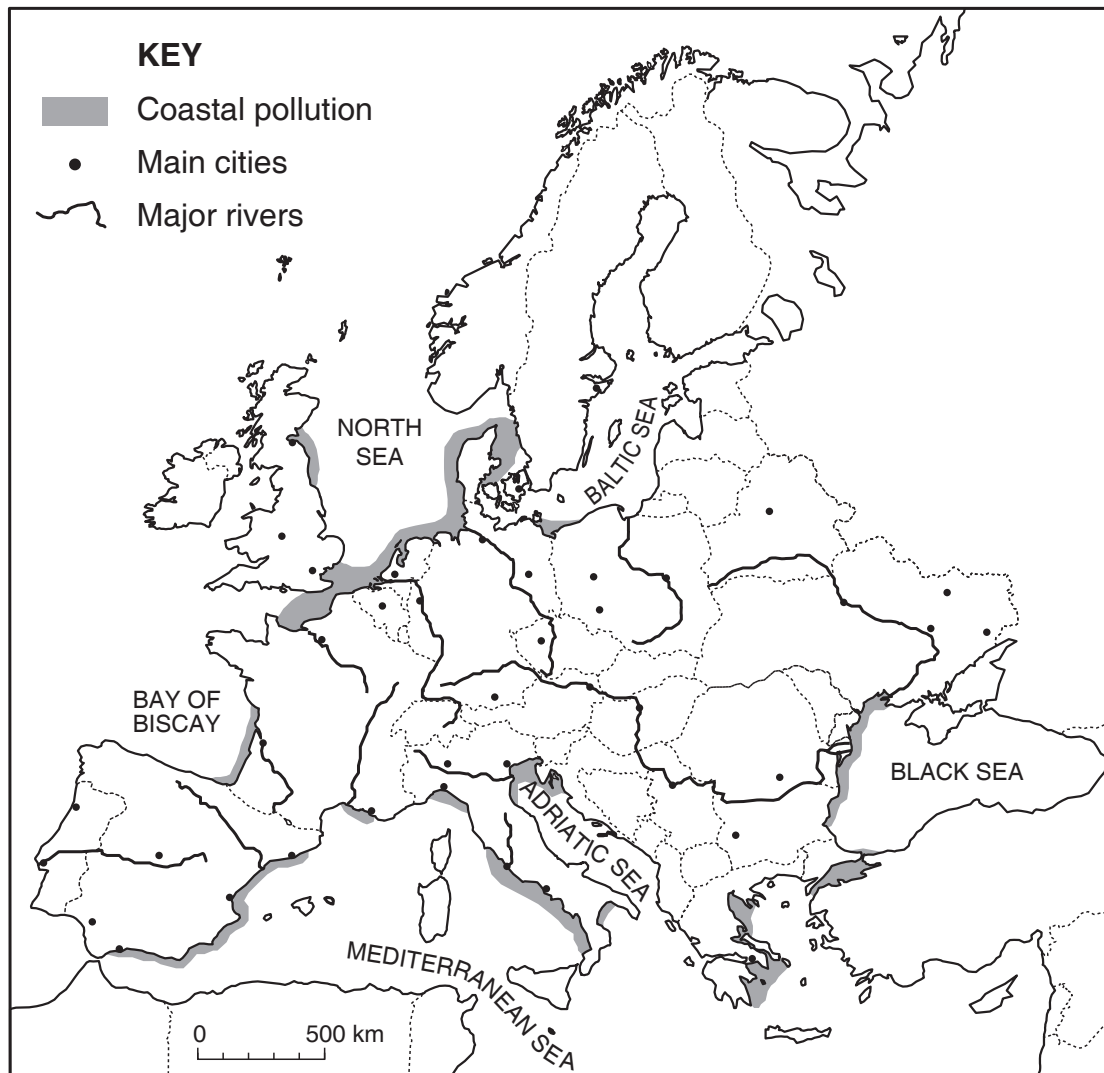 KEY
Coastal pollution
Main cities
Major rivers
NORTH
SEA
BALTIC SEA
BAY OF
BISCAY
BLACK SEA
ADRIATIC SEA
MEDITERRANEAN SEA
0 500 km